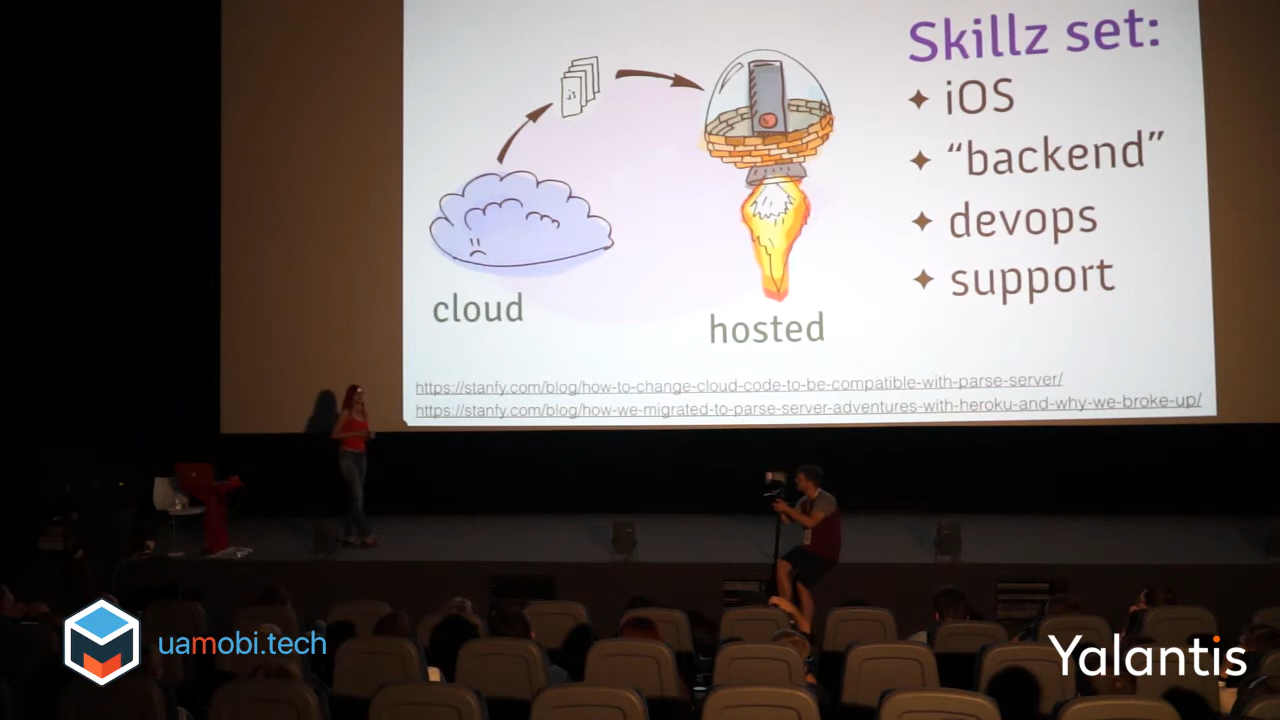 Skillz set:
iOS
"backend"
devops
support
js
cloud
hosted
https://stanfy.com/blog/how-to-change-cloud-code-to-be-compatible-with-parse-server/
https://stanfy.com/blog/how-we-migrated-to-parse-server-adventures-with-heroku-and-why-we-broke-up/
uamobi.tech
Yalantis